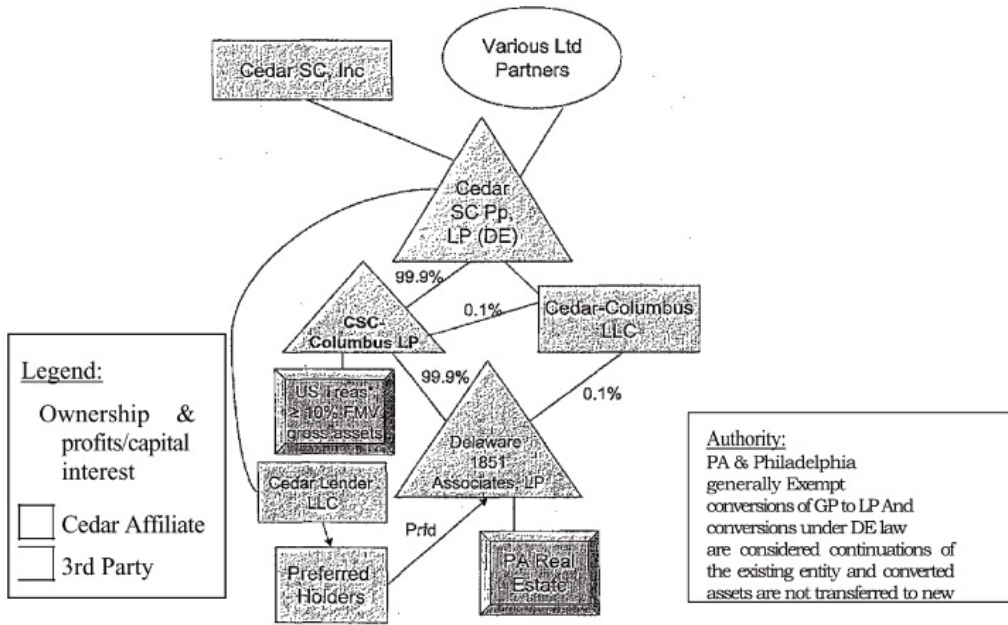 Cedar SC, Inc
Various Ltd
Partners
Cedar
SC Pp,
LP (DE)
99.9%
0.1%
CSC-
Columbus LP
Cedar-Columbus
LLC
99.9%
0.1%
US Treas*,
≥ 10% FMV
gross assets
Delaware
1851
Associates, LP
Cedar Lender
LLC
Prfd
Preferred
Holders
PA Real
Estate
Legend:
Ownership &
profits/capital
interest
Cedar Affiliate
3rd Party
Authority:
PA & Philadelphia
generally Exempt
conversions of GP to LP And
conversions under DE law
are considered continuations of
the existing entity and converted
assets are not transferred to new